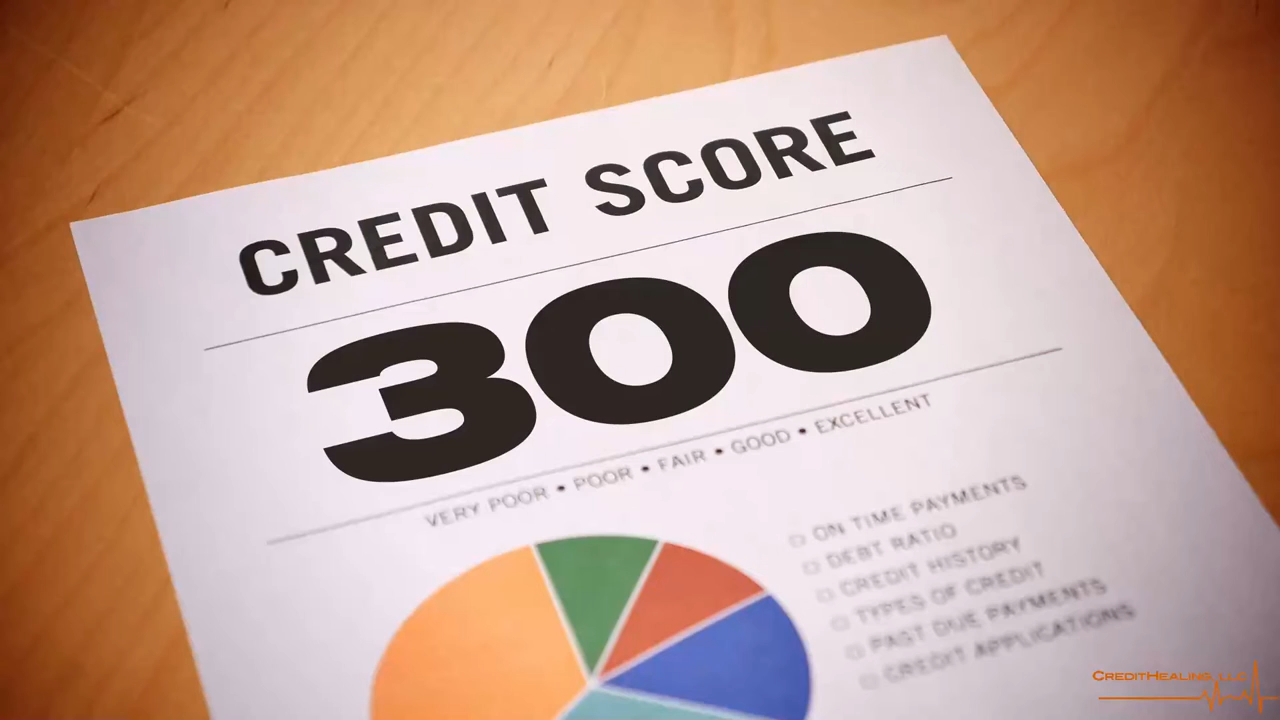 CREDIT SCORE
300
VERY POOR • POOR • FAIR • GOOD • EXCELLENT
ON TIME PAYMENTS
DEBT RATIO
CREDIT HISTORY
TYPES OF CREDIT
PAST DUE PAYMENTS
CREDIT APPLICATIONS
CREDITHEALING, LLC